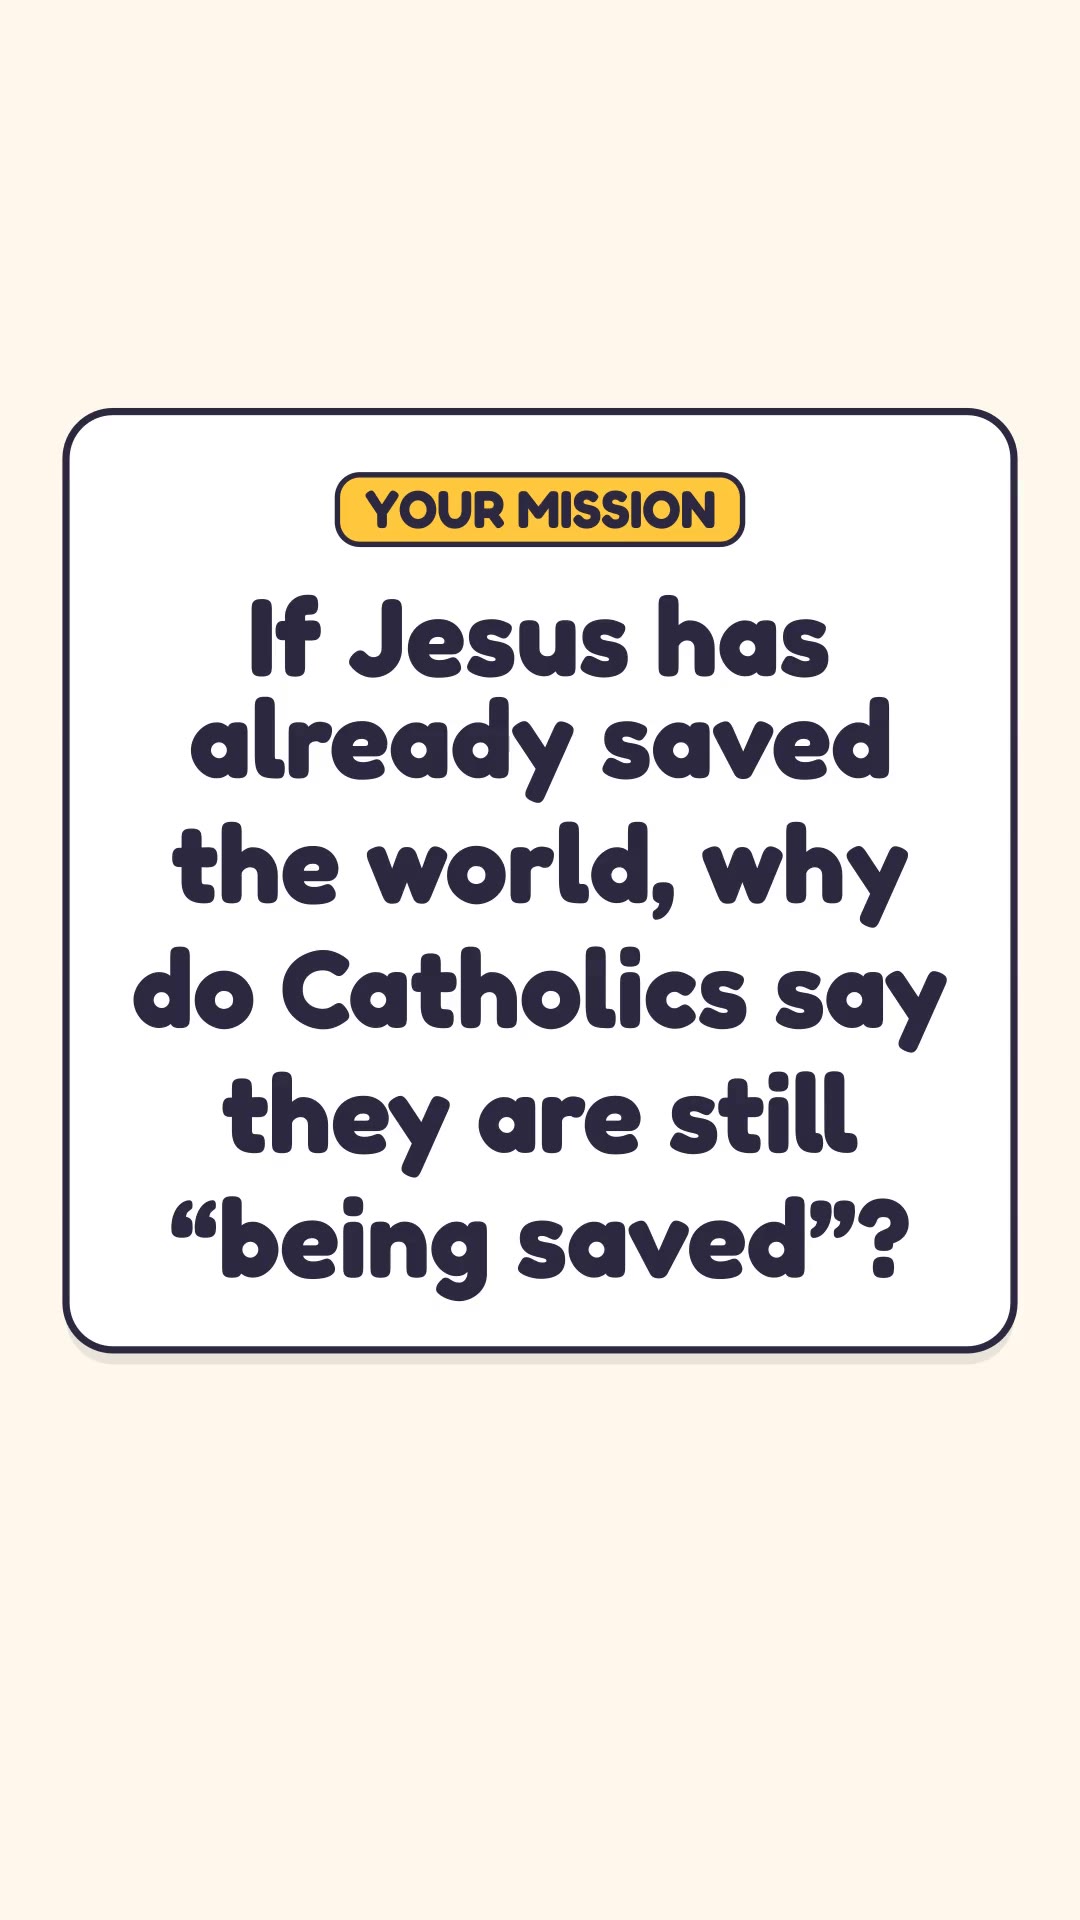 YOUR MISSION
If Jesus has
already saved
the world, why
do Catholics say
they are still
“being saved”?